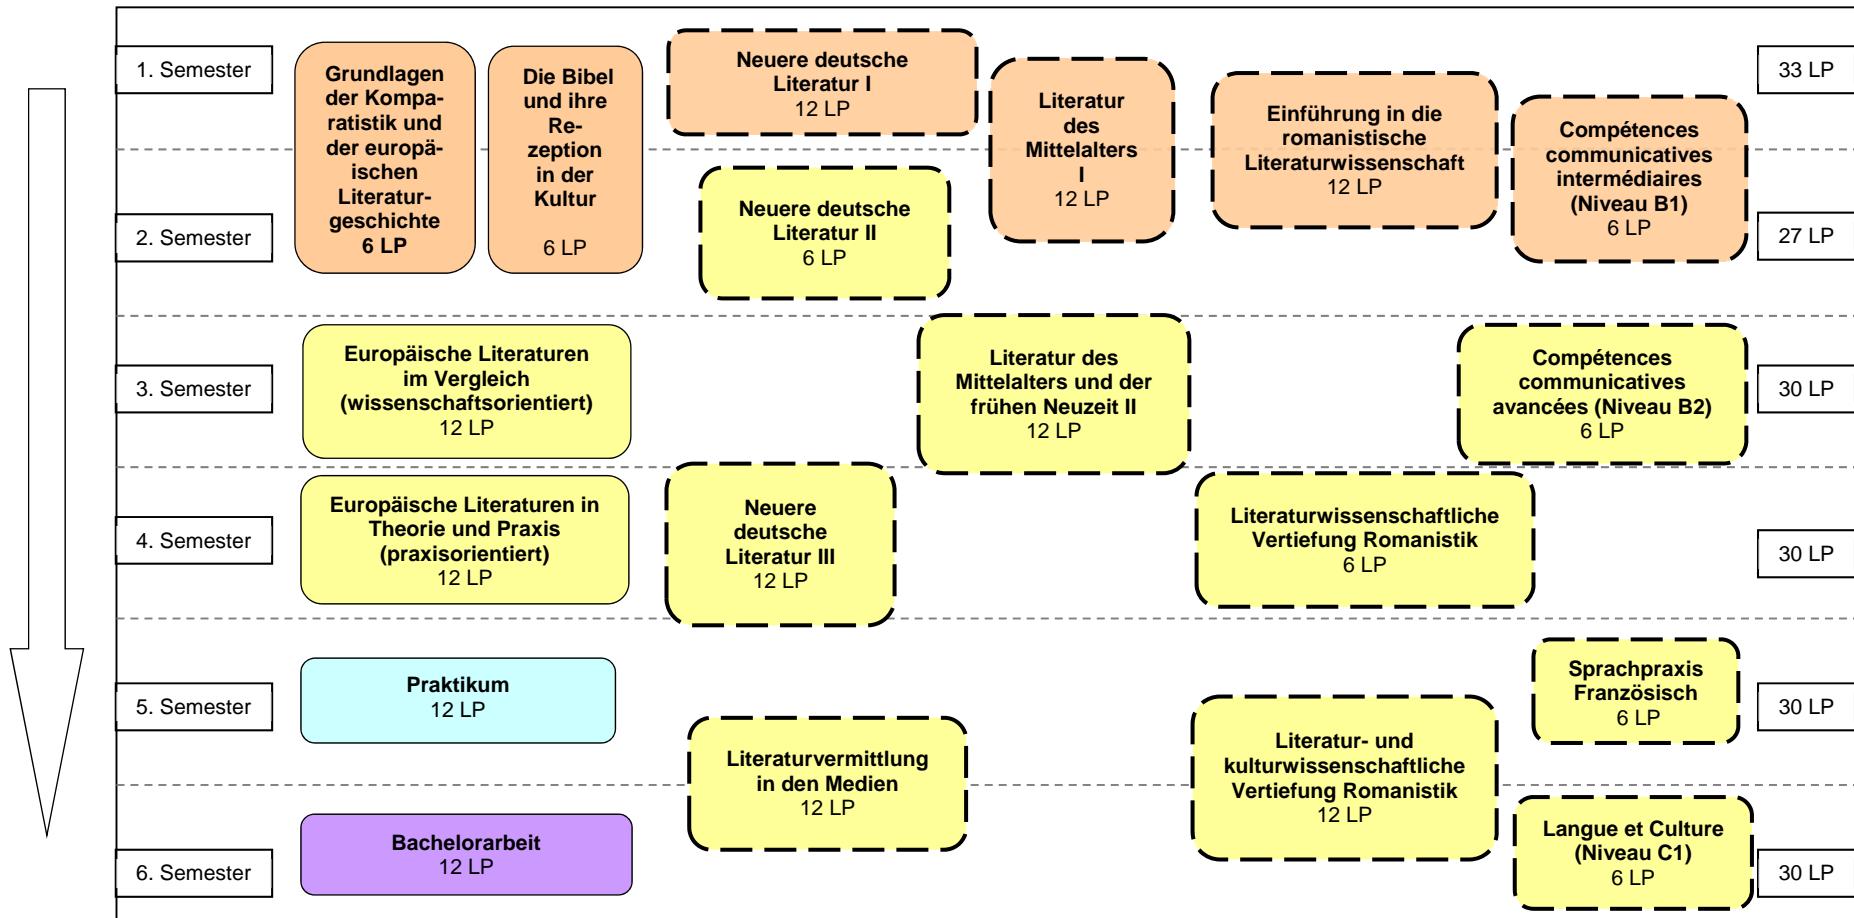 1. Semester
Grundlagen
der Kompa-
ratistik und
der europä-
ischen
Literatur-
geschichte
6 LP
Die Bibel
und ihre
Re-
zeption
in der
Kultur
6 LP
Neuere deutsche
Literatur I
12 LP
Literatur
des
Mittelalters
I
12 LP
Einführung in die
romanistische
Literaturwissenschaft
12 LP
Compétences
communicatives
intermédiaires
(Niveau B1)
6 LP
33 LP
2. Semester
Neuere deutsche
Literatur II
6 LP
27 LP
3. Semester
Europäische Literaturen
im Vergleich
(wissenschaftsorientiert)
12 LP
Literatur des
Mittelalters und der
frühen Neuzeit II
12 LP
Compétences
communicatives
avancées (Niveau B2)
6 LP
30 LP
4. Semester
Europäische Literaturen in
Theorie und Praxis
(praxisorientiert)
12 LP
Neuere
deutsche
Literatur III
12 LP
Literaturwissenschaftliche
Vertiefung Romanistik
6 LP
30 LP
5. Semester
Praktikum
12 LP
Literaturvermittlung
in den Medien
12 LP
Literatur- und
kulturwissenschaftliche
Vertiefung Romanistik
12 LP
Sprachpraxis
Französisch
6 LP
30 LP
6. Semester
Bachelorarbeit
12 LP
Langue et Culture
(Niveau C1)
6 LP
30 LP